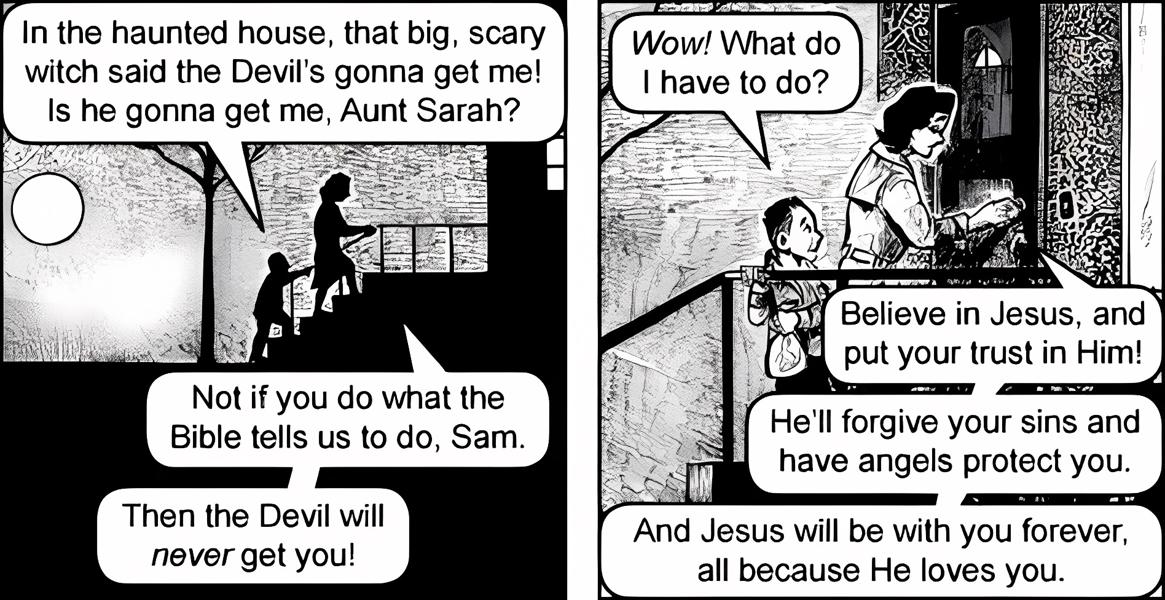 In the haunted house, that big, scary
witch said the Devil's gonna get me!
Is he gonna get me, Aunt Sarah?
Not if you do what the
Bible tells us to do, Sam.
Then the Devil will
never get you!
Wow! What do
I have to do?
Believe in Jesus, and
put your trust in Him!
He'll forgive your sins and
have angels protect you.
And Jesus will be with you forever,
all because He loves you.